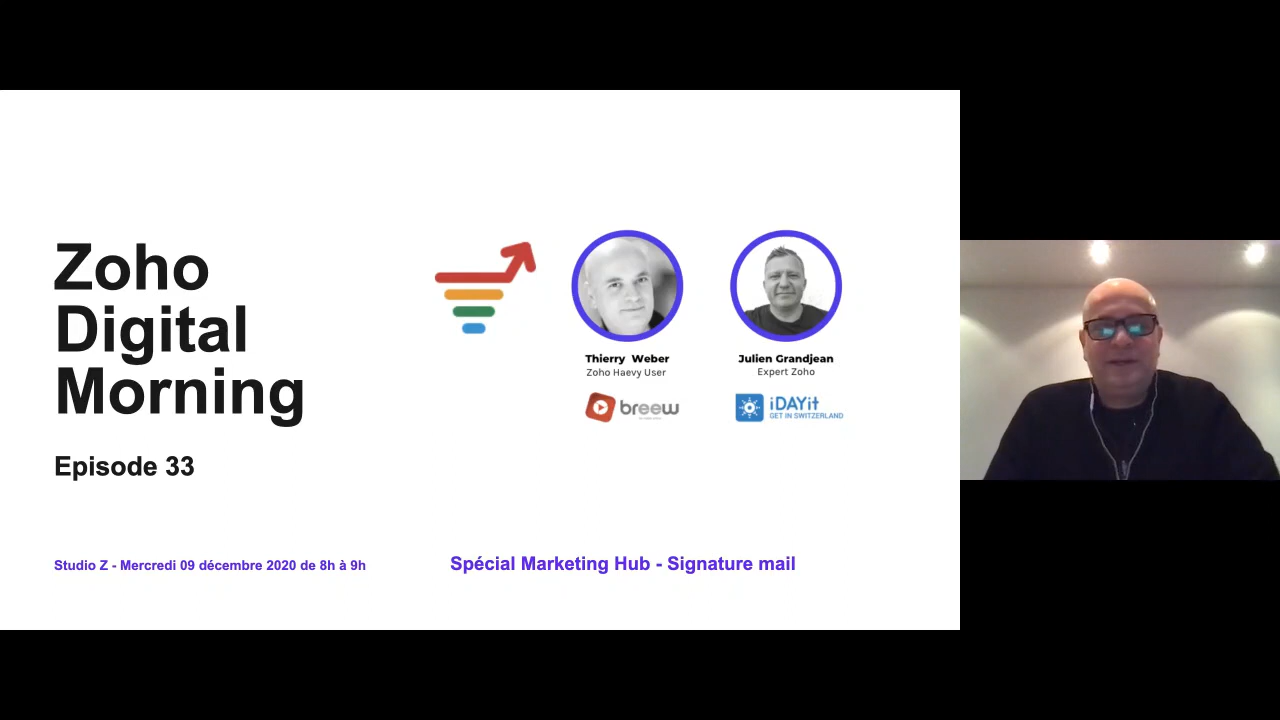 Zoho
Digital
Morning
Episode 33
Thierry Weber
Zoho Haevy User
breew
Julien Grandjean
Expert Zoho
iDAYit
GET IN SWITZERLAND
Studio Z - Mercredi 09 décembre 2020 de 8h à 9h
Spécial Marketing Hub - Signature mail